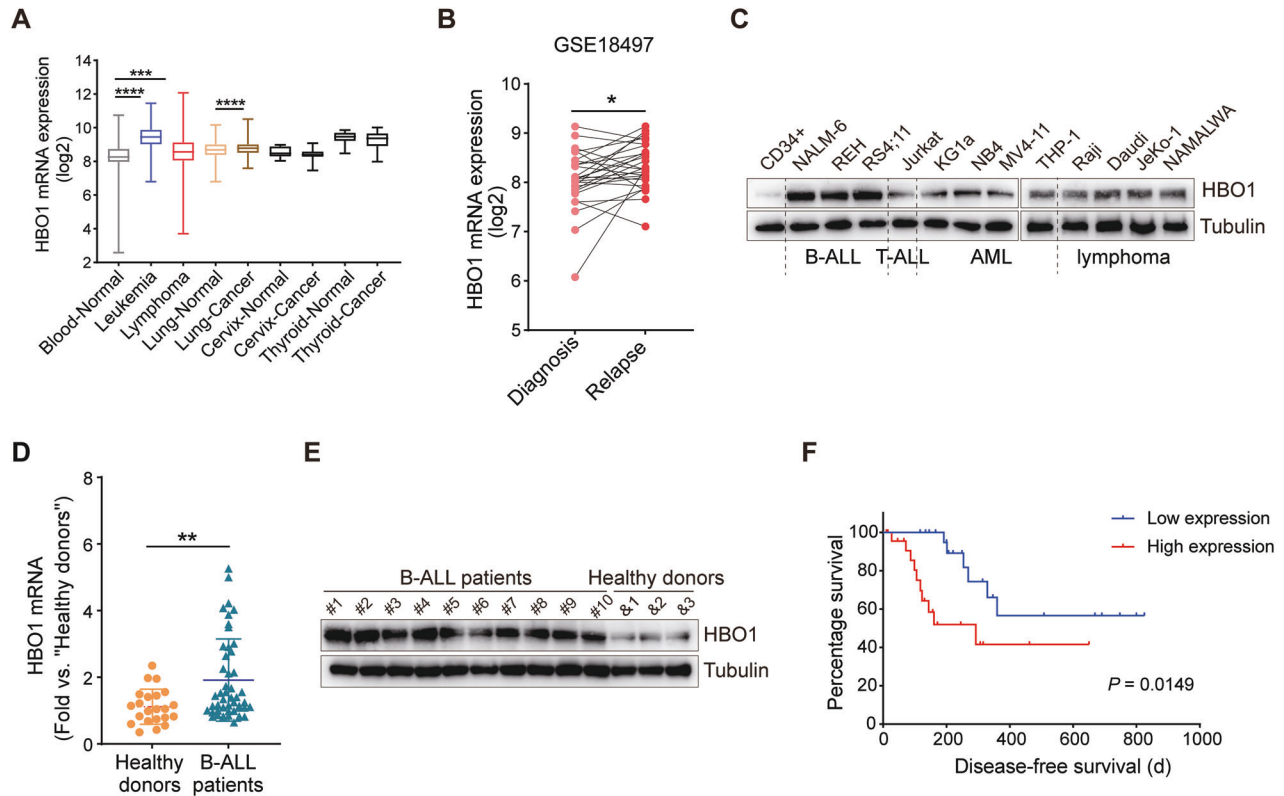 A
HBO1 mRNA expression
(log2)
14
12
10
8
6
4
2
***
****
****
Blood-Normal
Leukemia
Lymphoma
Lung-Normal
Lung-Cancer
Cervix-Normal
Cervix-Cancer
Thyroid-Normal
Thyroid-Cancer
B
GSE18497
HBO1 mRNA expression
(log2)
10
9
8
7
6
5
*
Diagnosis
Relapse
C
CD34+
NALM-6
REH
RS4;11
Jurkat
KG1a
NB4
MV4-11
THP-1
Raji
Daudi
JeKo-1
NAMALWA
HBO1
Tubulin
B-ALL T-ALL AML lymphoma
D
HBO1 mRNA
(Fold vs. "Healthy donors")
8
6
4
2
0
**
Healthy
donors
B-ALL
patients
E
B-ALL patients Healthy donors
#1 #2 #3 #4 #5 #6 #7 #8 #9 #10 &1 &2 &3
HBO1
Tubulin
F
Low expression
High expression
Percentage survival
100
80
60
40
20
0
P = 0.0149
0 200 400 600 800 1000
Disease-free survival (d)